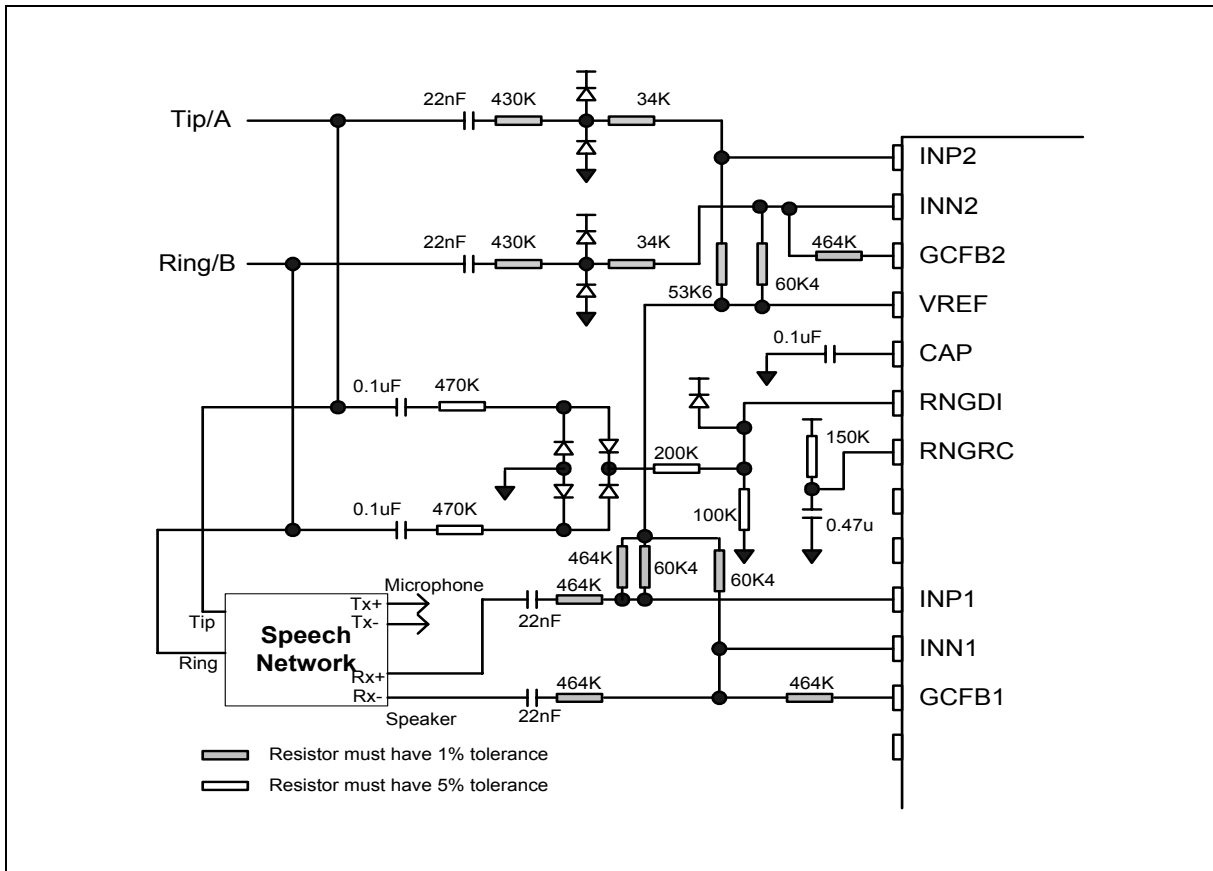 22nF 430K 34K
Tip/A
INP2
INN2
22nF 430K 34K
464K
GCFB2
Ring/B
53K6 60K4
VREF
0.1uF
CAP
0.1uF 470K
RNGDI
150K
200K
RNGRC
0.1uF 470K
100K
0.47u
464K 60K4 60K4
Microphone
464K
INP1
Tx+
Tx-
22nF
Tip
Speech
Network
INN1
Ring
Rx+
464K 464K
Rx-
GCFB1
22nF
Speaker
Resistor must have 1% tolerance
Resistor must have 5% tolerance